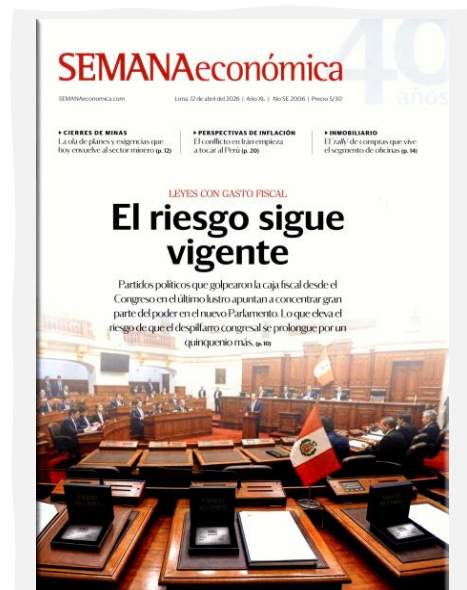 40
años
SEMANAeconómica
SEMANAeconomica.com
Lima, 12 de abril del 2026 | Año XL | No SE 2006 | Precio S/30
CIERRES DE MINAS
La ola de planes y exigencias que
hoy envuelve al sector minero (p. 12)
PERSPECTIVAS DE INFLACIÓN
El conflicto en Irán empieza
a tocar al Perú (p. 20)
INMOBILIARIO
El 'rally' de compras que vive
el segmento de oficinas (p. 14)
LEYES CON GASTO FISCAL
El riesgo sigue
vigente
Partidos políticos que golpearon la caja fiscal desde el
Congreso en el último lustro apuntan a concentrar gran
parte del poder en el nuevo Parlamento. Lo que eleva el
riesgo de que el despilfarro congresal se prolongue por un
quinquenio más. (p. 10)